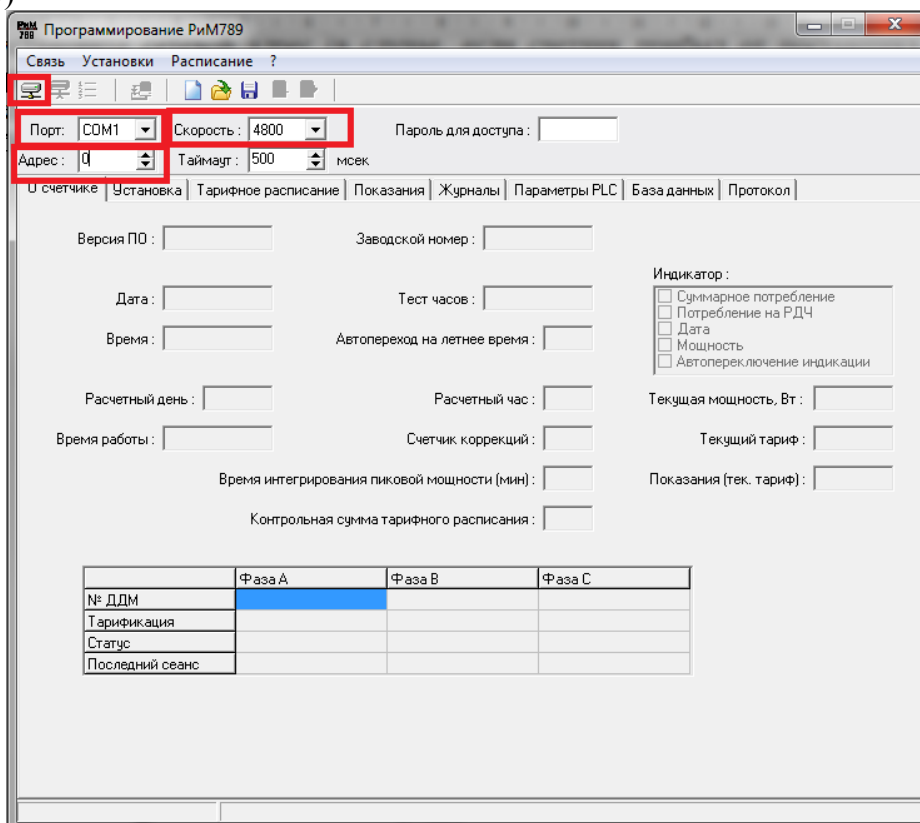 )
РиМ 789 Программирование РиМ789
Связь Установки Расписание ?
Порт: COM1 Скорость : 4800 Пароль для доступа :
Адрес : 0 Таймаут : 500 мсек
О счетчике Установка Тарифное расписание Показания Журналы Параметры PLC База данных Протокол
Версия ПО : Заводской номер :
Индикатор :
Дата : Тест часов : Суммарное потребление
Потребление на РДЧ
Дата
Время : Автопереход на летнее время : Мощность
Автопереключение индикации
Расчетный день : Расчетный час : Текущая мощность, Вт :
Время работы : Счетчик коррекций : Текущий тариф :
Время интегрирования пиковой мощности (мин) : Показания (тек. тариф) :
Контрольная сумма тарифного расписания :
Фаза A Фаза B Фаза C
№ ДДМ
Тарификация
Статус
Последний сеанс